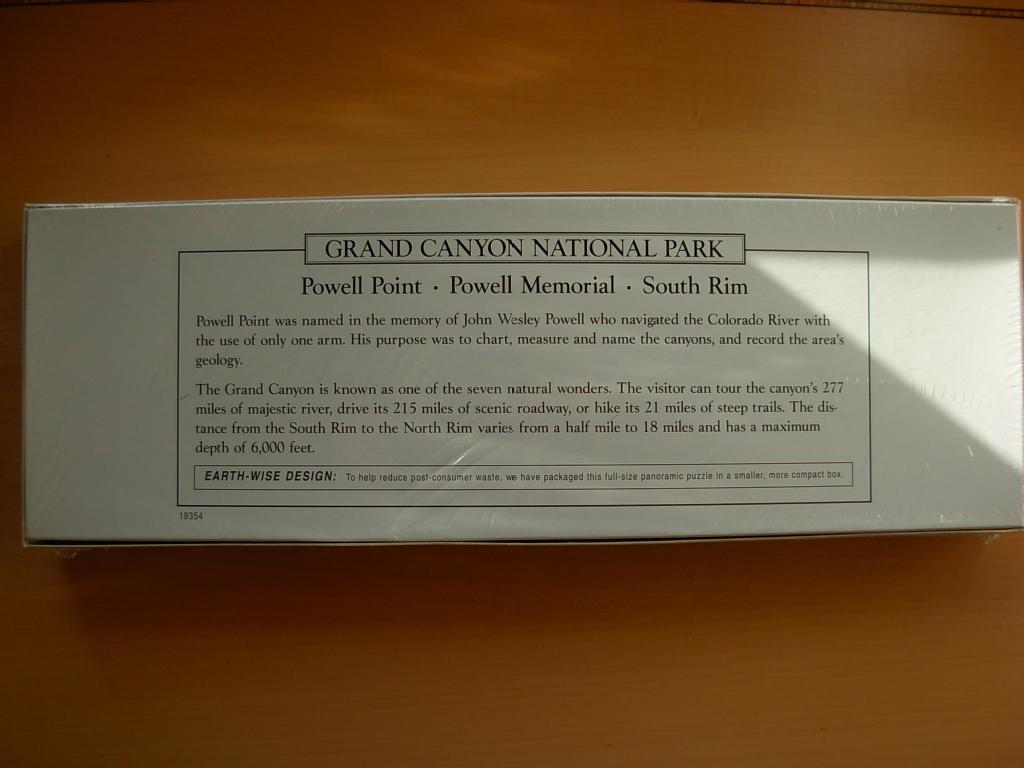 GRAND CANYON NATIONAL PARK
Powell Point · Powell Memorial · South Rim
Powell Point was named in the memory of John Wesley Powell who navigated the Colorado River with
the use of only one arm. His purpose was to chart, measure and name the canyons, and record the area's
geology.
The Grand Canyon is known as one of the seven natural wonders. The visitor can tour the canyon's 277
miles of majestic river, drive its 215 miles of scenic roadway, or hike its 21 miles of steep trails. The dis-
tance from the South Rim to the North Rim varies from a half mile to 18 miles and has a maximum
depth of 6,000 feet.
EARTH-WISE DESIGN: To help reduce post-consumer waste, we have packaged this full-size panoramic puzzle in a smaller, more compact box.
19354